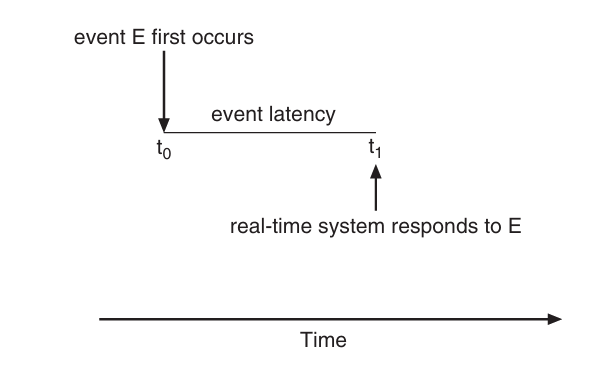 event E first occurs
event latency
t0
t1
real-time system responds to E
Time